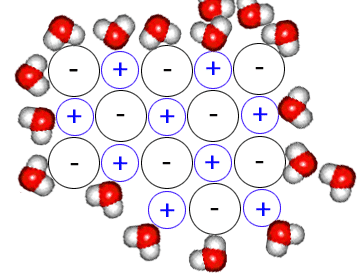 - + - + -
+ - + - +
- + - + -
+ - +